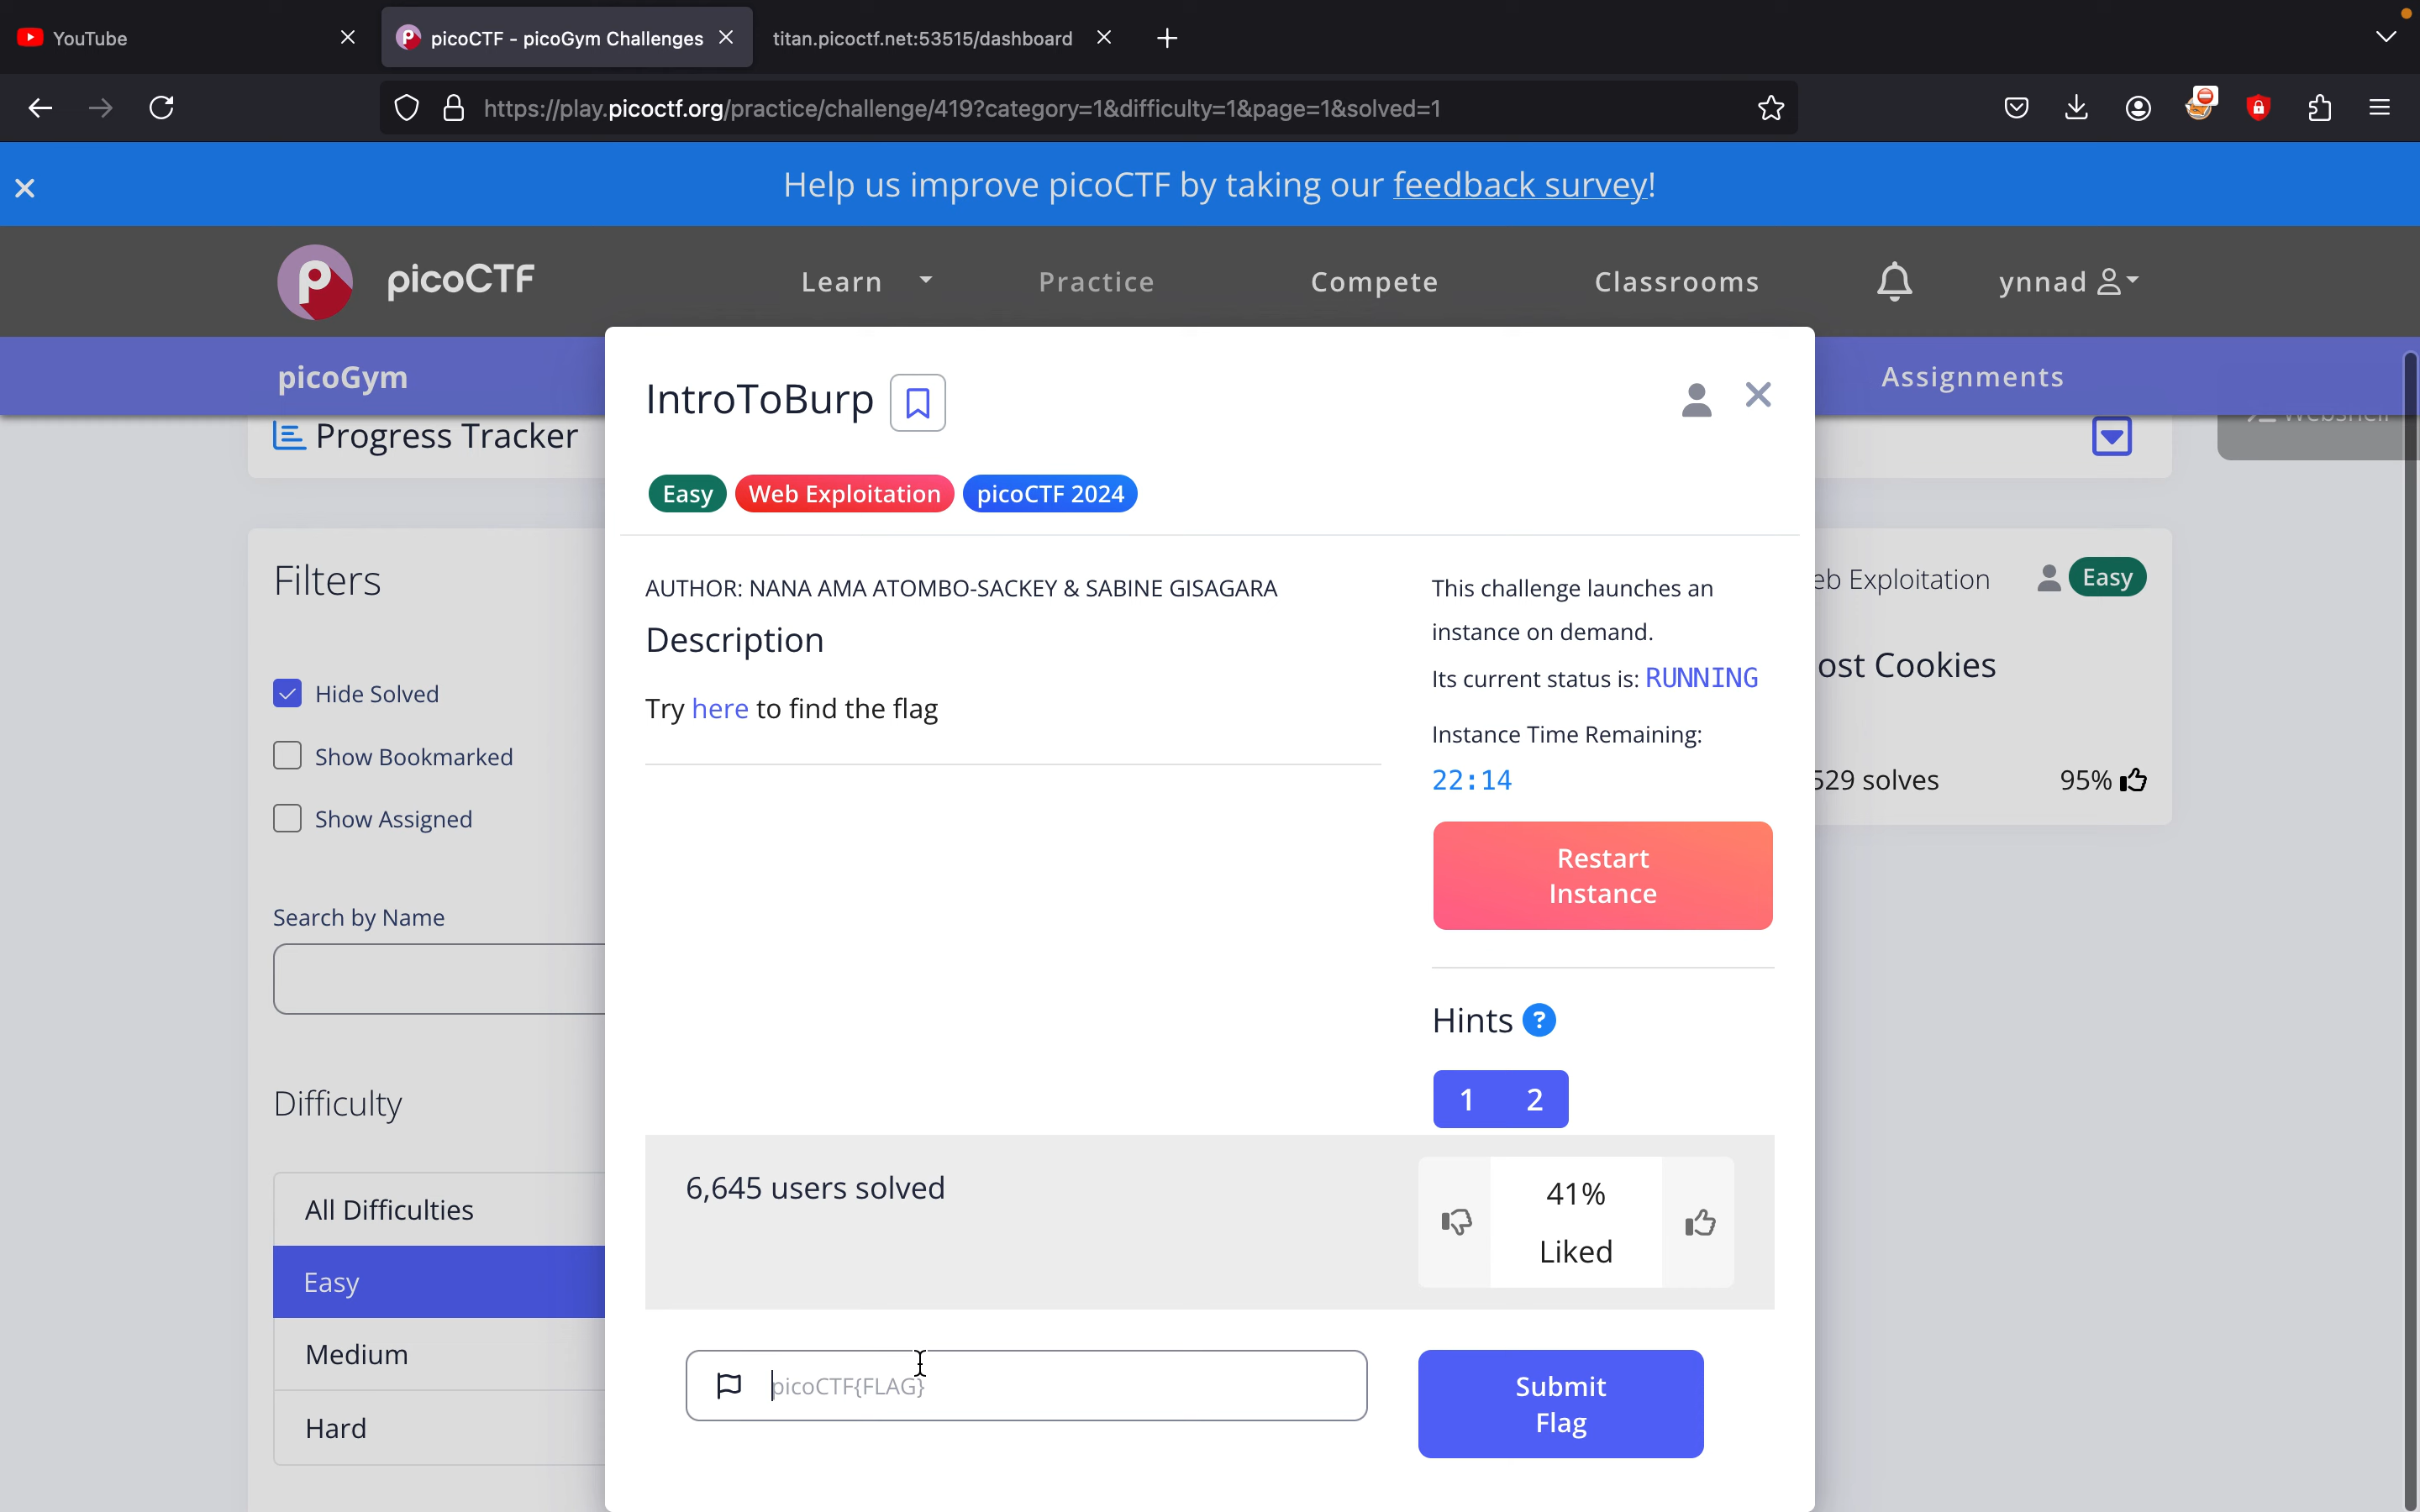 YouTube
picoCTF - picoGym Challenges
titan.picoctf.net:53515/dashboard
https://play.picoctf.org/practice/challenge/419?category=1&difficulty=1&page=1&solved=1
Help us improve picoCTF by taking our feedback survey!
picoCTF
Learn
Practice
Compete
Classrooms
ynnad
picoGym
Assignments
Progress Tracker
Webshell
IntroToBurp
Easy
Web Exploitation
picoCTF 2024
Filters
Hide Solved
Show Bookmarked
Show Assigned
Search by Name
Difficulty
All Difficulties
Easy
Medium
Hard
AUTHOR: NANA AMA ATOMBO-SACKEY & SABINE GISAGARA
Description
Try here to find the flag
This challenge launches an
instance on demand.
Its current status is: RUNNING
Instance Time Remaining:
22:14
Restart
Instance
Hints ?
1 2
6,645 users solved
41%
Liked
picoCTF{FLAG}
Submit
Flag
eb Exploitation
Easy
ost Cookies
529 solves
95%